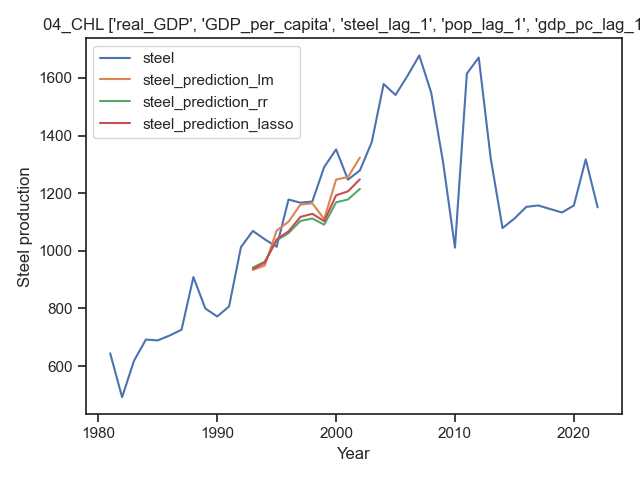 04_CHL ['real_GDP', 'GDP_per_capita', 'steel_lag_1', 'pop_lag_1', 'gdp_pc_lag_1
steel
steel_prediction_lm
steel_prediction_rr
steel_prediction_lasso
Steel production
1600
1400
1200
1000
800
600
1980
1990
2000
2010
2020
Year